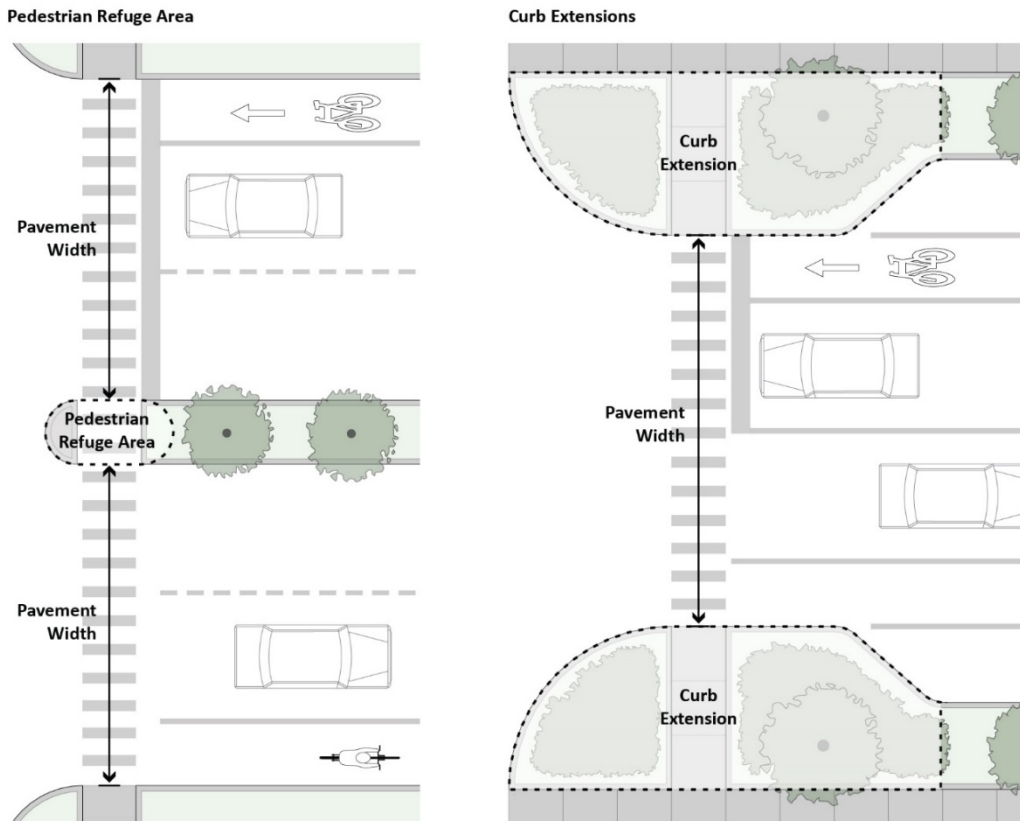 Pedestrian Refuge Area
Pavement
Width
Pedestrian
Refuge Area
Pavement
Width
Curb Extensions
Curb
Extension
Pavement
Width
Curb
Extension